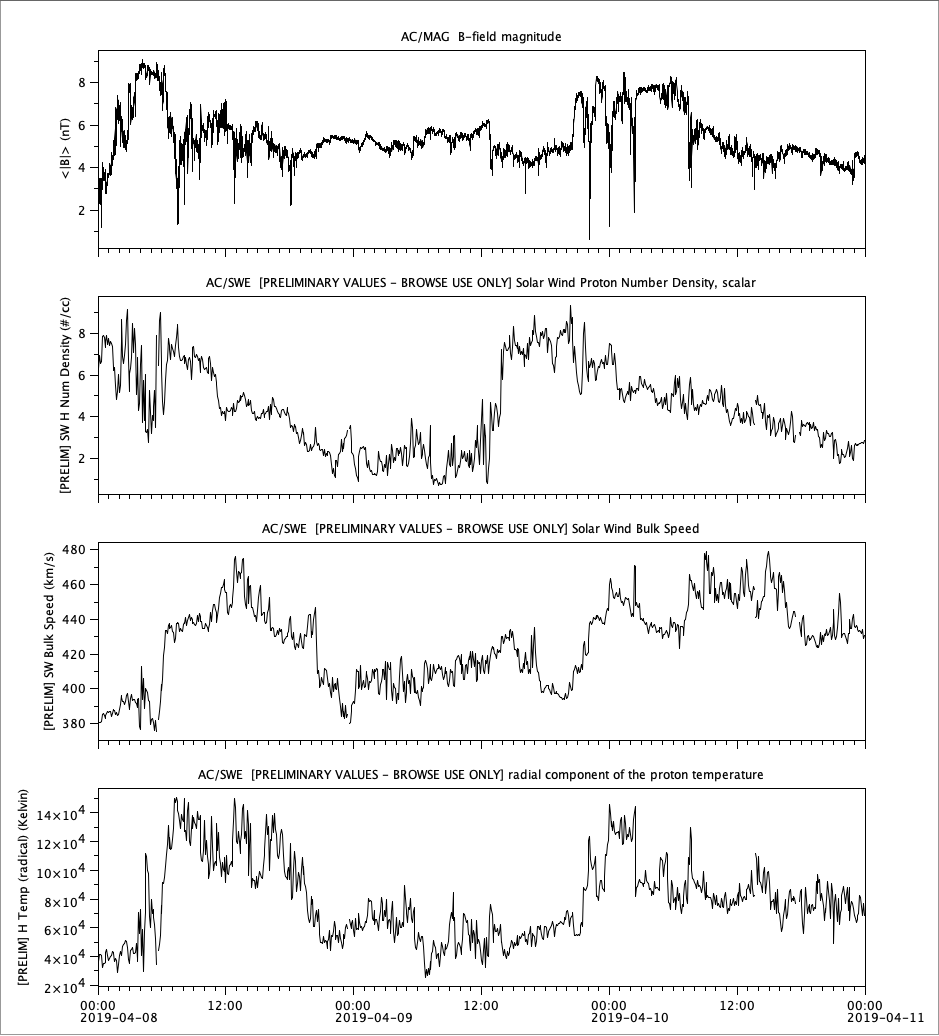 AC/MAG B-field magnitude
<|B|> (nT)
8
6
4
2
AC/SWE [PRELIMINARY VALUES - BROWSE USE ONLY] Solar Wind Proton Number Density, scalar
[PRELIM] SW H Num Density (#/cc)
8
6
4
2
AC/SWE [PRELIMINARY VALUES - BROWSE USE ONLY] Solar Wind Bulk Speed
[PRELIM] SW Bulk Speed (km/s)
480
460
440
420
400
380
AC/SWE [PRELIMINARY VALUES - BROWSE USE ONLY] radial component of the proton temperature
[PRELIM] H Temp (radical) (Kelvin)
14×10⁴
12×10⁴
10×10⁴
8×10⁴
6×10⁴
4×10⁴
2×10⁴
00:00 12:00 00:00 12:00 00:00 12:00 00:00
2019-04-08 2019-04-09 2019-04-10 2019-04-11